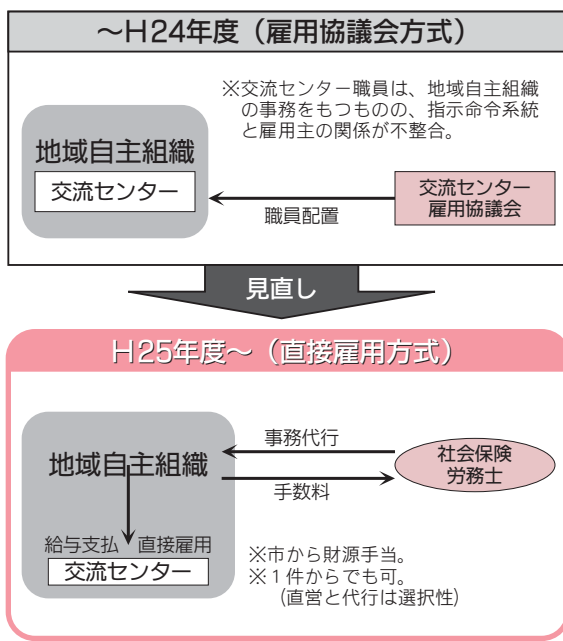 ～H24年度（雇用協議会方式）
※交流センター職員は、地域自主組織
の事務をもつものの、指示命令系統
と雇用主の関係が不整合。
地域自主組織
交流センター
職員配置
交流センター
雇用協議会
見直し
H25年度～（直接雇用方式）
地域自主組織
事務代行
手数料
社会保険
労務士
給与支払 直接雇用
交流センター
※市から財源手当。
※１件からでも可。
(直営と代行は選択性)